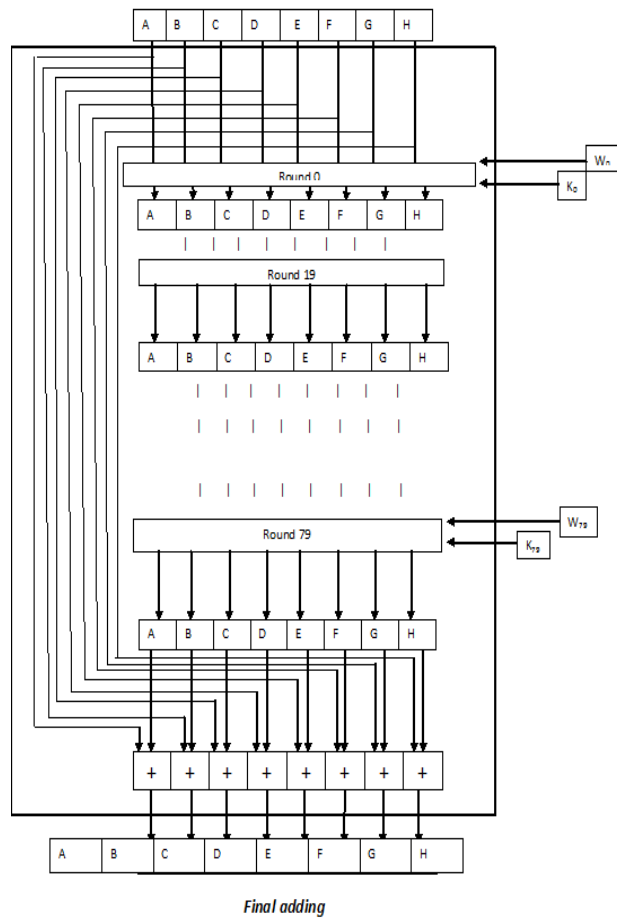 A B C D E F G H
Round 0
W₀
K₀
A B C D E F G H
Round 19
A B C D E F G H
Round 79
W₇₉
K₇₉
A B C D E F G H
+ + + + + + + +
A B C D E F G H
Final adding